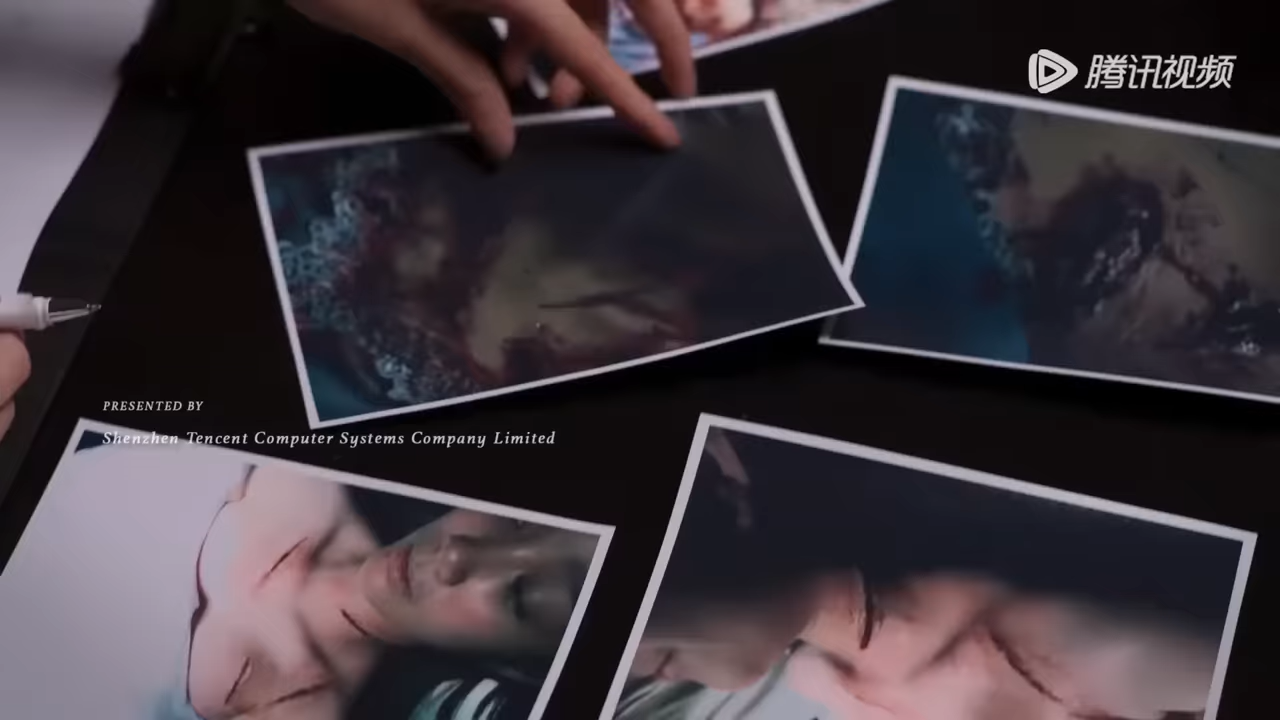 腾讯视频
PRESENTED BY
Shenzhen Tencent Computer Systems Company Limited